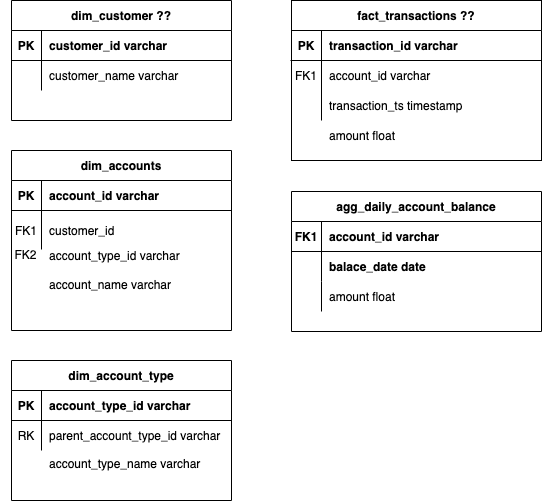 dim_customer ??
PK customer_id varchar
customer_name varchar
dim_accounts
PK account_id varchar
FK1 customer_id
FK2 account_type_id varchar
account_name varchar
dim_account_type
PK account_type_id varchar
RK parent_account_type_id varchar
account_type_name varchar
fact_transactions ??
PK transaction_id varchar
FK1 account_id varchar
transaction_ts timestamp
amount float
agg_daily_account_balance
FK1 account_id varchar
balace_date date
amount float